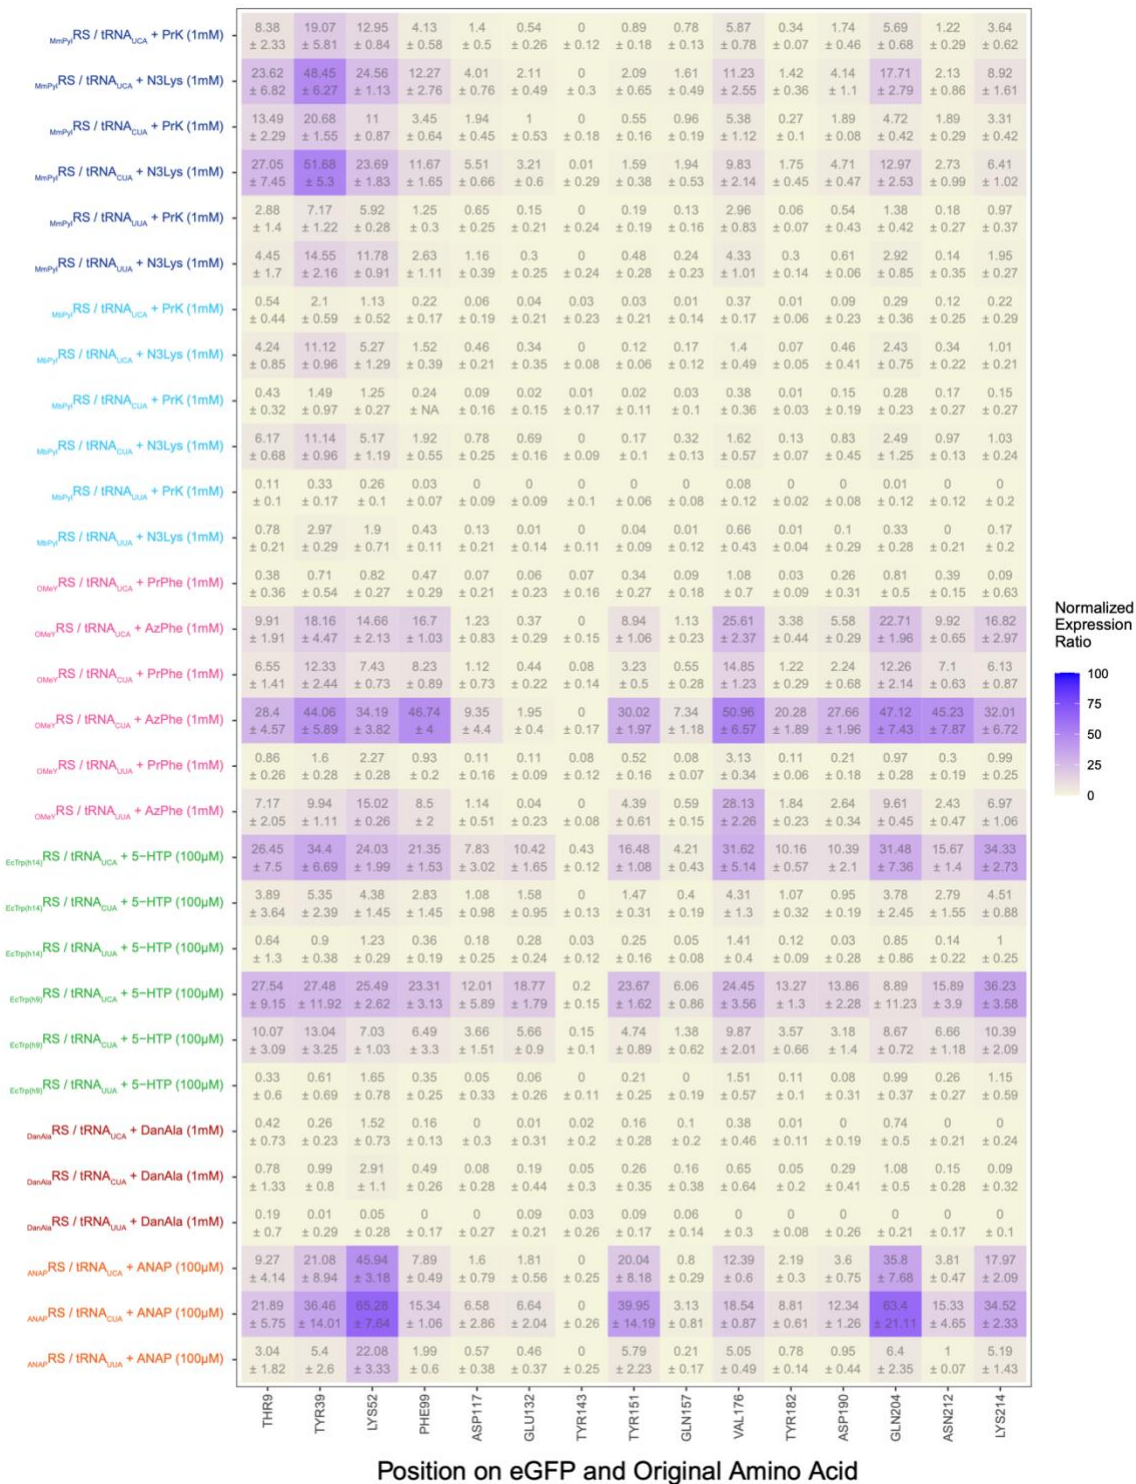 MmPylRS / tRNAUCA + PrK (1mM)
8.38 19.07 12.95 4.13 1.4 0.54 0 0.89 0.78 5.87 0.34 1.74 5.69 1.22 3.64
± 2.33 ± 5.81 ± 0.84 ± 0.58 ± 0.5 ± 0.26 ± 0.12 ± 0.18 ± 0.13 ± 0.78 ± 0.07 ± 0.46 ± 0.68 ± 0.29 ± 0.62
MmPylRS / tRNAUCA + N3Lys (1mM)
23.62 48.45 24.56 12.27 4.01 2.11 0 2.09 1.61 11.23 1.42 4.14 17.71 2.13 8.92
± 6.82 ± 6.27 ± 1.13 ± 2.76 ± 0.76 ± 0.49 ± 0.3 ± 0.65 ± 0.49 ± 2.55 ± 0.36 ± 1.1 ± 2.79 ± 0.86 ± 1.61
MmPylRS / tRNACUA + PrK (1mM)
13.49 20.68 11 3.45 1.94 1 0 0.55 0.96 5.38 0.27 1.89 4.72 1.89 3.31
± 2.29 ± 1.55 ± 0.87 ± 0.64 ± 0.45 ± 0.53 ± 0.18 ± 0.16 ± 0.19 ± 1.12 ± 0.1 ± 0.08 ± 0.42 ± 0.29 ± 0.42
MmPylRS / tRNACUA + N3Lys (1mM)
27.05 51.68 23.69 11.67 5.51 3.21 0.01 1.59 1.94 9.83 1.75 4.71 12.97 2.73 6.41
± 7.45 ± 5.3 ± 1.83 ± 1.65 ± 0.66 ± 0.6 ± 0.29 ± 0.38 ± 0.53 ± 2.14 ± 0.45 ± 0.47 ± 2.53 ± 0.99 ± 1.02
MmPylRS / tRNAUUA + PrK (1mM)
2.88 7.17 5.92 1.25 0.65 0.15 0 0.19 0.13 2.96 0.06 0.54 1.38 0.18 0.97
± 1.4 ± 1.22 ± 0.28 ± 0.3 ± 0.25 ± 0.21 ± 0.24 ± 0.19 ± 0.16 ± 0.83 ± 0.07 ± 0.43 ± 0.42 ± 0.27 ± 0.37
MmPylRS / tRNAUUA + N3Lys (1mM)
4.45 14.55 11.78 2.63 1.16 0.3 0 0.48 0.24 4.33 0.3 0.61 2.92 0.14 1.95
± 1.7 ± 2.16 ± 0.91 ± 1.11 ± 0.39 ± 0.25 ± 0.24 ± 0.28 ± 0.23 ± 1.01 ± 0.14 ± 0.06 ± 0.85 ± 0.35 ± 0.27
MbPylRS / tRNAUCA + PrK (1mM)
0.54 2.1 1.13 0.22 0.06 0.04 0.03 0.03 0.01 0.37 0.01 0.09 0.29 0.12 0.22
± 0.44 ± 0.59 ± 0.52 ± 0.17 ± 0.19 ± 0.21 ± 0.23 ± 0.21 ± 0.14 ± 0.17 ± 0.06 ± 0.23 ± 0.36 ± 0.25 ± 0.29
MbPylRS / tRNAUCA + N3Lys (1mM)
4.24 11.12 5.27 1.52 0.46 0.34 0 0.12 0.17 1.4 0.07 0.46 2.43 0.34 1.01
± 0.85 ± 0.96 ± 1.29 ± 0.39 ± 0.21 ± 0.35 ± 0.08 ± 0.06 ± 0.12 ± 0.49 ± 0.05 ± 0.41 ± 0.75 ± 0.22 ± 0.21
MbPylRS / tRNACUA + PrK (1mM)
0.43 1.49 1.25 0.24 0.09 0.02 0.01 0.02 0.03 0.38 0.01 0.15 0.28 0.17 0.15
± 0.32 ± 0.97 ± 0.27 ± NA ± 0.16 ± 0.15 ± 0.17 ± 0.11 ± 0.1 ± 0.36 ± 0.03 ± 0.19 ± 0.23 ± 0.27 ± 0.27
MbPylRS / tRNACUA + N3Lys (1mM)
6.17 11.14 5.17 1.92 0.78 0.69 0 0.17 0.32 1.62 0.13 0.83 2.49 0.97 1.03
± 0.68 ± 0.96 ± 1.19 ± 0.55 ± 0.25 ± 0.16 ± 0.09 ± 0.1 ± 0.13 ± 0.57 ± 0.07 ± 0.45 ± 1.25 ± 0.13 ± 0.24
MbPylRS / tRNAUUA + PrK (1mM)
0.11 0.33 0.26 0.03 0 0 0 0 0 0.08 0 0 0.01 0 0
± 0.1 ± 0.17 ± 0.1 ± 0.07 ± 0.09 ± 0.09 ± 0.1 ± 0.06 ± 0.08 ± 0.12 ± 0.02 ± 0.08 ± 0.12 ± 0.12 ± 0.2
MbPylRS / tRNAUUA + N3Lys (1mM)
0.78 2.97 1.9 0.43 0.13 0.01 0 0.04 0.01 0.66 0.01 0.1 0.33 0 0.17
± 0.21 ± 0.29 ± 0.71 ± 0.11 ± 0.21 ± 0.14 ± 0.11 ± 0.09 ± 0.12 ± 0.43 ± 0.04 ± 0.29 ± 0.28 ± 0.21 ± 0.2
OMeYRS / tRNAUCA + PrPhe (1mM)
0.38 0.71 0.82 0.47 0.07 0.06 0.07 0.34 0.09 1.08 0.03 0.26 0.81 0.39 0.09
± 0.36 ± 0.54 ± 0.27 ± 0.29 ± 0.21 ± 0.23 ± 0.16 ± 0.27 ± 0.18 ± 0.7 ± 0.09 ± 0.31 ± 0.5 ± 0.15 ± 0.63
OMeYRS / tRNAUCA + AzPhe (1mM)
9.91 18.16 14.66 16.7 1.23 0.37 0 8.94 1.13 25.61 3.38 5.58 22.71 9.92 16.82
± 1.91 ± 4.47 ± 2.13 ± 1.03 ± 0.83 ± 0.29 ± 0.15 ± 1.06 ± 0.23 ± 2.37 ± 0.44 ± 0.29 ± 1.96 ± 0.65 ± 2.97
OMeYRS / tRNACUA + PrPhe (1mM)
6.55 12.33 7.43 8.23 1.12 0.44 0.08 3.23 0.55 14.85 1.22 2.24 12.26 7.1 6.13
± 1.41 ± 2.44 ± 0.73 ± 0.89 ± 0.73 ± 0.22 ± 0.14 ± 0.5 ± 0.28 ± 1.23 ± 0.29 ± 0.68 ± 2.14 ± 0.63 ± 0.87
OMeYRS / tRNACUA + AzPhe (1mM)
28.4 44.06 34.19 46.74 9.35 1.95 0 30.02 7.34 50.96 20.28 27.66 47.12 45.23 32.01
± 4.57 ± 5.89 ± 3.82 ± 4 ± 4.4 ± 0.4 ± 0.17 ± 1.97 ± 1.18 ± 6.57 ± 1.89 ± 1.96 ± 7.43 ± 7.87 ± 6.72
OMeYRS / tRNAUUA + PrPhe (1mM)
0.86 1.6 2.27 0.93 0.11 0.11 0.08 0.52 0.08 3.13 0.11 0.21 0.97 0.3 0.99
± 0.26 ± 0.28 ± 0.28 ± 0.2 ± 0.16 ± 0.09 ± 0.12 ± 0.16 ± 0.07 ± 0.34 ± 0.06 ± 0.18 ± 0.28 ± 0.19 ± 0.25
OMeYRS / tRNAUUA + AzPhe (1mM)
7.17 9.94 15.02 8.5 1.14 0.04 0 4.39 0.59 28.13 1.84 2.64 9.61 2.43 6.97
± 2.05 ± 1.11 ± 0.26 ± 2 ± 0.51 ± 0.23 ± 0.08 ± 0.61 ± 0.15 ± 2.26 ± 0.23 ± 0.34 ± 0.45 ± 0.47 ± 1.06
EcTrp(h14)RS / tRNAUCA + 5−HTP (100µM)
26.45 34.4 24.03 21.35 7.83 10.42 0.43 16.48 4.21 31.62 10.16 10.39 31.48 15.67 34.33
± 7.5 ± 6.69 ± 1.99 ± 1.53 ± 3.02 ± 1.65 ± 0.12 ± 1.08 ± 0.43 ± 5.14 ± 0.57 ± 2.1 ± 7.36 ± 1.4 ± 2.73
EcTrp(h14)RS / tRNACUA + 5−HTP (100µM)
3.89 5.35 4.38 2.83 1.08 1.58 0 1.47 0.4 4.31 1.07 0.95 3.78 2.79 4.51
± 3.64 ± 2.39 ± 1.45 ± 1.45 ± 0.98 ± 0.95 ± 0.13 ± 0.31 ± 0.19 ± 1.3 ± 0.32 ± 0.19 ± 2.45 ± 1.55 ± 0.88
EcTrp(h14)RS / tRNAUUA + 5−HTP (100µM)
0.64 0.9 1.23 0.36 0.18 0.28 0.03 0.25 0.05 1.41 0.12 0.03 0.85 0.14 1
± 1.3 ± 0.38 ± 0.29 ± 0.19 ± 0.25 ± 0.24 ± 0.12 ± 0.16 ± 0.08 ± 0.4 ± 0.09 ± 0.28 ± 0.86 ± 0.22 ± 0.25
EcTrp(h9)RS / tRNAUCA + 5−HTP (100µM)
27.54 27.48 25.49 23.31 12.01 18.77 0.2 23.67 6.06 24.45 13.27 13.86 8.89 15.89 36.23
± 9.15 ± 11.92 ± 2.62 ± 3.13 ± 5.89 ± 1.79 ± 0.15 ± 1.62 ± 0.86 ± 3.56 ± 1.3 ± 2.28 ± 11.23 ± 3.9 ± 3.58
EcTrp(h9)RS / tRNACUA + 5−HTP (100µM)
10.07 13.04 7.03 6.49 3.66 5.66 0.15 4.74 1.38 9.87 3.57 3.18 8.67 6.66 10.39
± 3.09 ± 3.25 ± 1.03 ± 3.3 ± 1.51 ± 0.9 ± 0.1 ± 0.89 ± 0.62 ± 2.01 ± 0.66 ± 1.4 ± 0.72 ± 1.18 ± 2.09
EcTrp(h9)RS / tRNAUUA + 5−HTP (100µM)
0.33 0.61 1.65 0.35 0.05 0.06 0 0.21 0 1.51 0.11 0.08 0.99 0.26 1.15
± 0.6 ± 0.69 ± 0.78 ± 0.25 ± 0.33 ± 0.26 ± 0.11 ± 0.25 ± 0.19 ± 0.57 ± 0.1 ± 0.31 ± 0.37 ± 0.27 ± 0.59
DanAlaRS / tRNAUCA + DanAla (1mM)
0.42 0.26 1.52 0.16 0 0.01 0.02 0.16 0.1 0.38 0.01 0 0.74 0 0
± 0.73 ± 0.23 ± 0.73 ± 0.13 ± 0.3 ± 0.31 ± 0.2 ± 0.28 ± 0.2 ± 0.46 ± 0.11 ± 0.19 ± 0.5 ± 0.21 ± 0.24
DanAlaRS / tRNACUA + DanAla (1mM)
0.78 0.99 2.91 0.49 0.08 0.19 0.05 0.26 0.16 0.65 0.05 0.29 1.08 0.15 0.09
± 1.33 ± 0.8 ± 1.1 ± 0.26 ± 0.28 ± 0.44 ± 0.3 ± 0.35 ± 0.38 ± 0.64 ± 0.2 ± 0.41 ± 0.5 ± 0.28 ± 0.32
DanAlaRS / tRNAUUA + DanAla (1mM)
0.19 0.01 0.05 0 0 0.09 0.03 0.09 0.06 0 0 0 0 0 0
± 0.7 ± 0.29 ± 0.28 ± 0.17 ± 0.27 ± 0.21 ± 0.26 ± 0.17 ± 0.14 ± 0.3 ± 0.08 ± 0.26 ± 0.21 ± 0.17 ± 0.1
ANAPRS / tRNAUCA + ANAP (100µM)
9.27 21.08 45.94 7.89 1.6 1.81 0 20.04 0.8 12.39 2.19 3.6 35.8 3.81 17.97
± 4.14 ± 8.94 ± 3.18 ± 0.49 ± 0.79 ± 0.56 ± 0.25 ± 8.18 ± 0.29 ± 0.6 ± 0.3 ± 0.75 ± 7.68 ± 0.47 ± 2.09
ANAPRS / tRNACUA + ANAP (100µM)
21.89 36.46 65.28 15.34 6.58 6.64 0 39.95 3.13 18.54 8.81 12.34 63.4 15.33 34.52
± 5.75 ± 14.01 ± 7.64 ± 1.06 ± 2.86 ± 2.04 ± 0.26 ± 14.19 ± 0.81 ± 0.87 ± 0.61 ± 1.26 ± 21.11 ± 4.65 ± 2.33
ANAPRS / tRNAUUA + ANAP (100µM)
3.04 5.4 22.08 1.99 0.57 0.46 0 5.79 0.21 5.05 0.78 0.95 6.4 1 5.19
± 1.82 ± 2.6 ± 3.33 ± 0.6 ± 0.38 ± 0.37 ± 0.25 ± 2.23 ± 0.17 ± 0.49 ± 0.14 ± 0.44 ± 2.35 ± 0.07 ± 1.43
THR9 TYR39 LYS52 PHE99 ASP117 GLU132 TYR143 TYR151 GLN157 VAL176 TYR182 ASP190 GLN204 ASN212 LYS214
Position on eGFP and Original Amino Acid
Normalized
Expression
Ratio
100
75
50
25
0